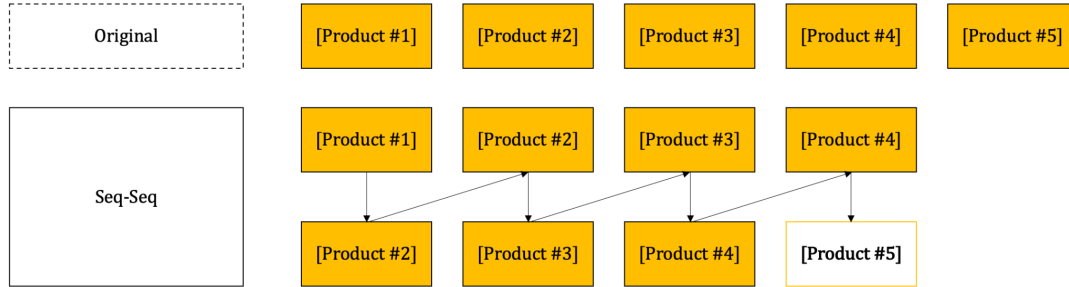 Original
[Product #1]
[Product #2]
[Product #3]
[Product #4]
[Product #5]
Seq-Seq
[Product #1]
[Product #2]
[Product #3]
[Product #4]
[Product #2]
[Product #3]
[Product #4]
[Product #5]